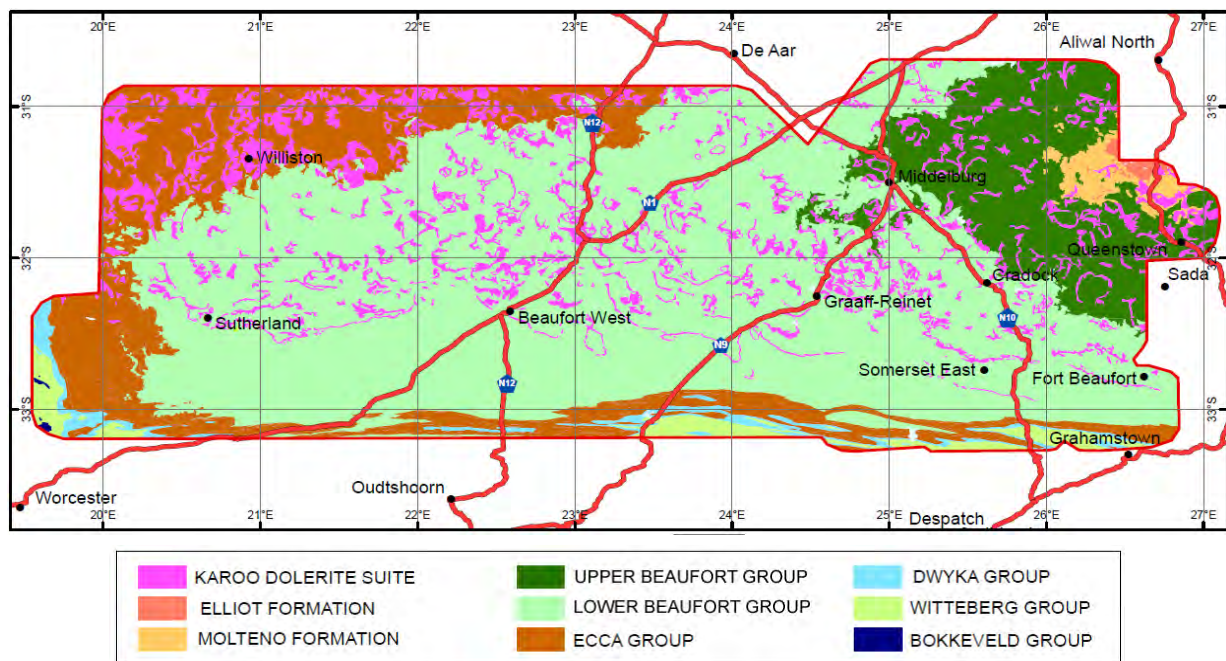 20°E 21°E 22°E 23°E 24°E 25°E 26°E 27°E
Aliwal North
De Aar
31°S 31°S
N12
Williston
Middelburg
N1
Queenstown
32°S 32°S
Sada
Cradock
Graaff-Reinet
Sutherland
Beaufort West
N10
N9
Somerset East
Fort Beaufort
N12
33°S 33°S
Grahamstown
Oudtshoorn
Worcester
Despatch
20°E 21°E 22°E 23°E 24°E 25°E 26°E 27°E
KAROO DOLERITE SUITE
ELLIOT FORMATION
MOLTENO FORMATION
UPPER BEAUFORT GROUP
LOWER BEAUFORT GROUP
ECCA GROUP
DWYKA GROUP
WITTEBERG GROUP
BOKKEVELD GROUP